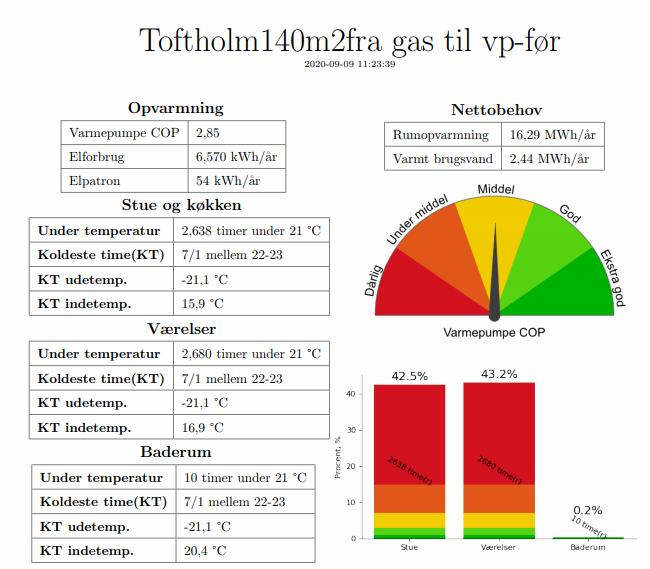 Toftholm140m2fra gas til vp-før
2020-09-09 11:23:39
Opvarmning
Varmepumpe COP 2,85
Elforbrug 6,570 kWh/år
Elpatron 54 kWh/år
Stue og køkken
Under temperatur 2,638 timer under 21 °C
Koldeste time(KT) 7/1 mellem 22-23
KT udetemp. -21,1 °C
KT indetemp. 15,9 °C
Værelser
Under temperatur 2,680 timer under 21 °C
Koldeste time(KT) 7/1 mellem 22-23
KT udetemp. -21,1 °C
KT indetemp. 16,9 °C
Baderum
Under temperatur 10 timer under 21 °C
Koldeste time(KT) 7/1 mellem 22-23
KT udetemp. -21,1 °C
KT indetemp. 20,4 °C
Nettobehov
Rumopvarmning 16,29 MWh/år
Varmt brugsvand 2,44 MWh/år
Dårlig
Under middel
Middel
God
Ekstra god
Varmepumpe COP
Procent, %
40
30
20
10
0
42.5%
43.2%
0.2%
2638 time(r)
2680 time(r)
10 time(r)
Stue
Værelser
Baderum